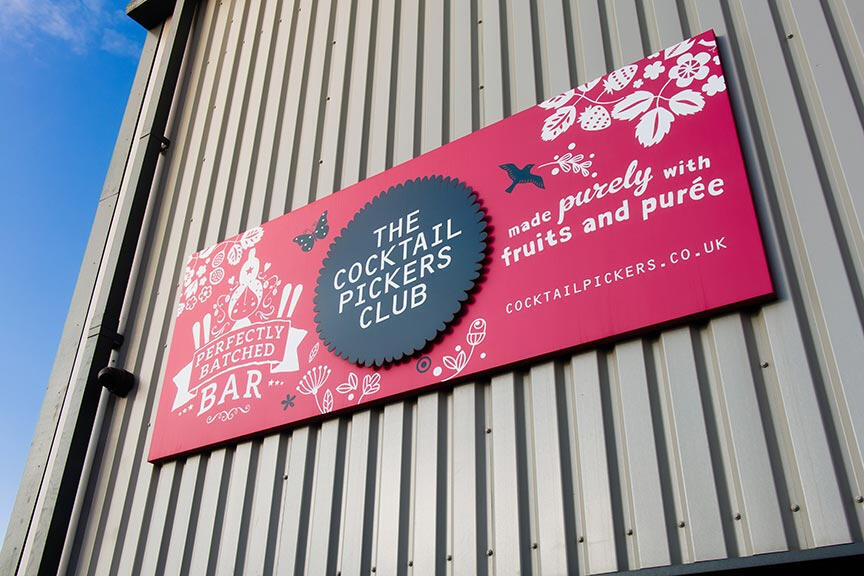 PERFECTLY
BATCHED
BAR
THE
COCKTAIL
PICKERS
CLUB
made purely with
fruits and purée
COCKTAILPICKERS.CO.UK